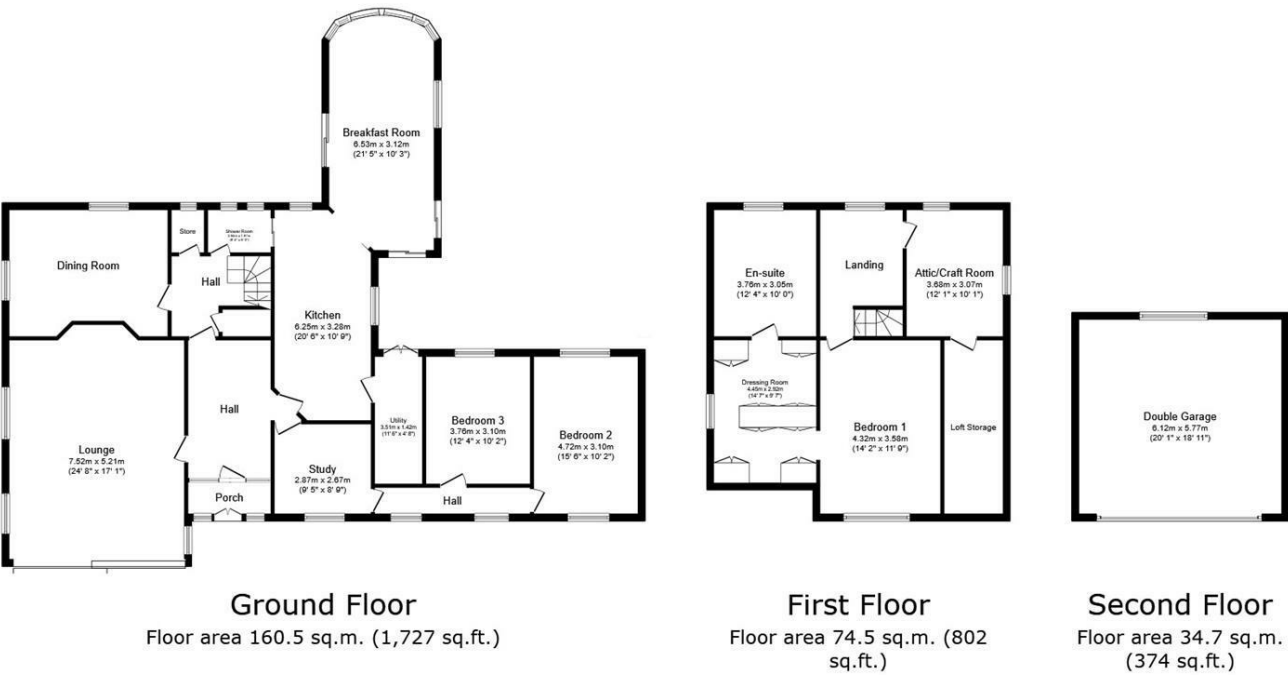 Breakfast Room
6.53m x 3.12m
(21' 5" x 10' 3")
Dining Room
Store
Shower Room
Hall
Kitchen
6.25m x 3.28m
(20' 6" x 10' 9")
Lounge
7.52m x 5.21m
(24' 8" x 17' 1")
Hall
Porch
Study
2.87m x 2.67m
(9' 5" x 8' 9")
Utility
3.51m x 1.42m
(11' 6" x 4' 8")
Bedroom 3
3.76m x 3.10m
(12' 4" x 10' 2")
Bedroom 2
4.72m x 3.10m
(15' 6" x 10' 2")
Hall
Ground Floor
Floor area 160.5 sq.m. (1,727 sq.ft.)
En-suite
3.76m x 3.05m
(12' 4" x 10' 0")
Landing
Attic/Craft Room
3.68m x 3.07m
(12' 1" x 10' 1")
Dressing Room
4.45m x 2.92m
(14' 7" x 9' 7")
Bedroom 1
4.32m x 3.58m
(14' 2" x 11' 9")
Loft Storage
First Floor
Floor area 74.5 sq.m. (802
sq.ft.)
Double Garage
6.12m x 5.77m
(20' 1" x 18' 11")
Second Floor
Floor area 34.7 sq.m.
(374 sq.ft.)